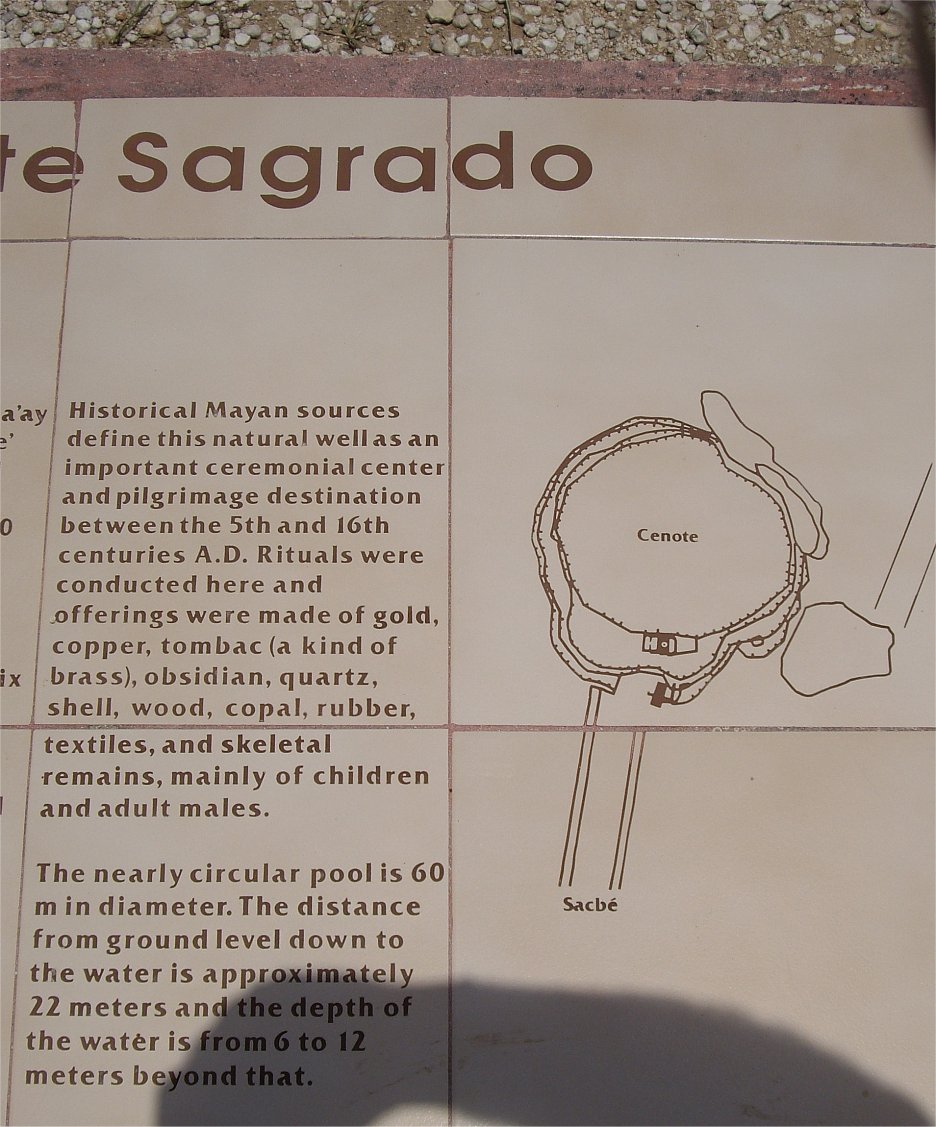 te Sagrado
a'ay
e'
0
ix
Historical Mayan sources
define this natural well as an
important ceremonial center
and pilgrimage destination
between the 5th and 16th
centuries A.D. Rituals were
conducted here and
offerings were made of gold,
copper, tombac (a kind of
brass), obsidian, quartz,
shell, wood, copal, rubber,
textiles, and skeletal
remains, mainly of children
and adult males.
The nearly circular pool is 60
m in diameter. The distance
from ground level down to
the water is approximately
22 meters and the depth of
the water is from 6 to 12
meters beyond that.
Cenote
Sacbé